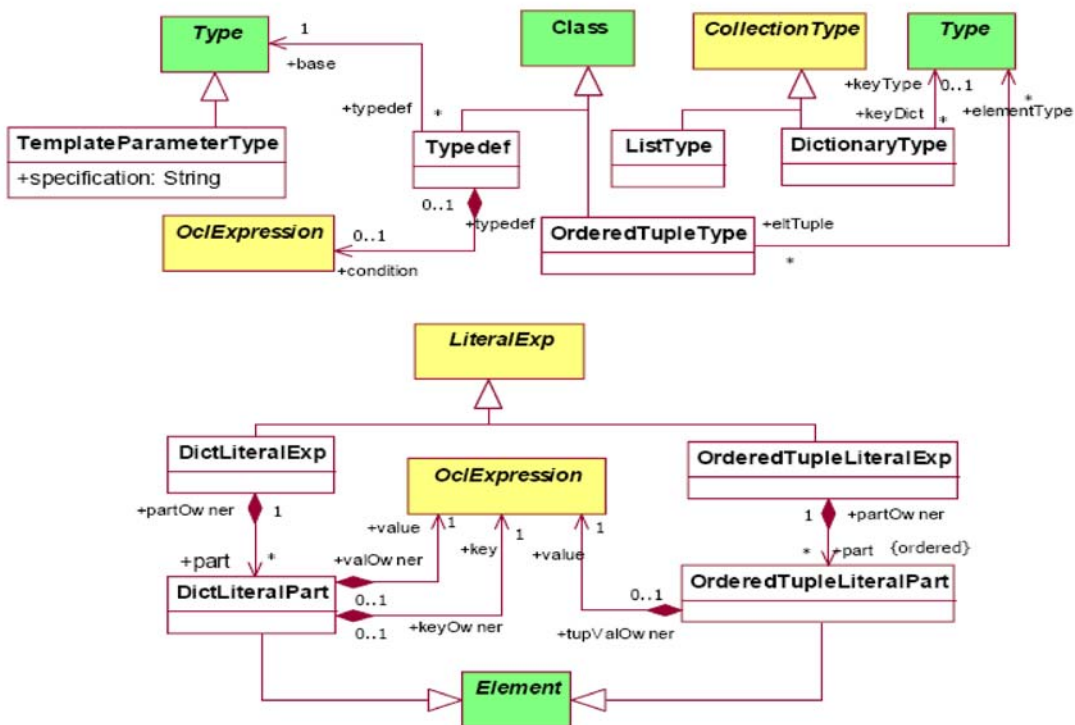 Type
1
+base
+typedef
*
Class
CollectionType
Type
+keyType
0..1
*
+elementType
+keyDict
*
TemplateParameterType
+specification: String
Typedef
ListType
DictionaryType
0..1
+typedef
OclExpression
0..1
+condition
OrderedTupleType
+eltTuple
*
LiteralExp
DictLiteralExp
OclExpression
OrderedTupleLiteralExp
+partOwner
1
+value
1
+key
1
+value
1
1
+partOwner
+part
*
+valOwner
*
+part
{ordered}
DictLiteralPart
0..1
0..1
+keyOwner
0..1
+tupValOwner
OrderedTupleLiteralPart
Element